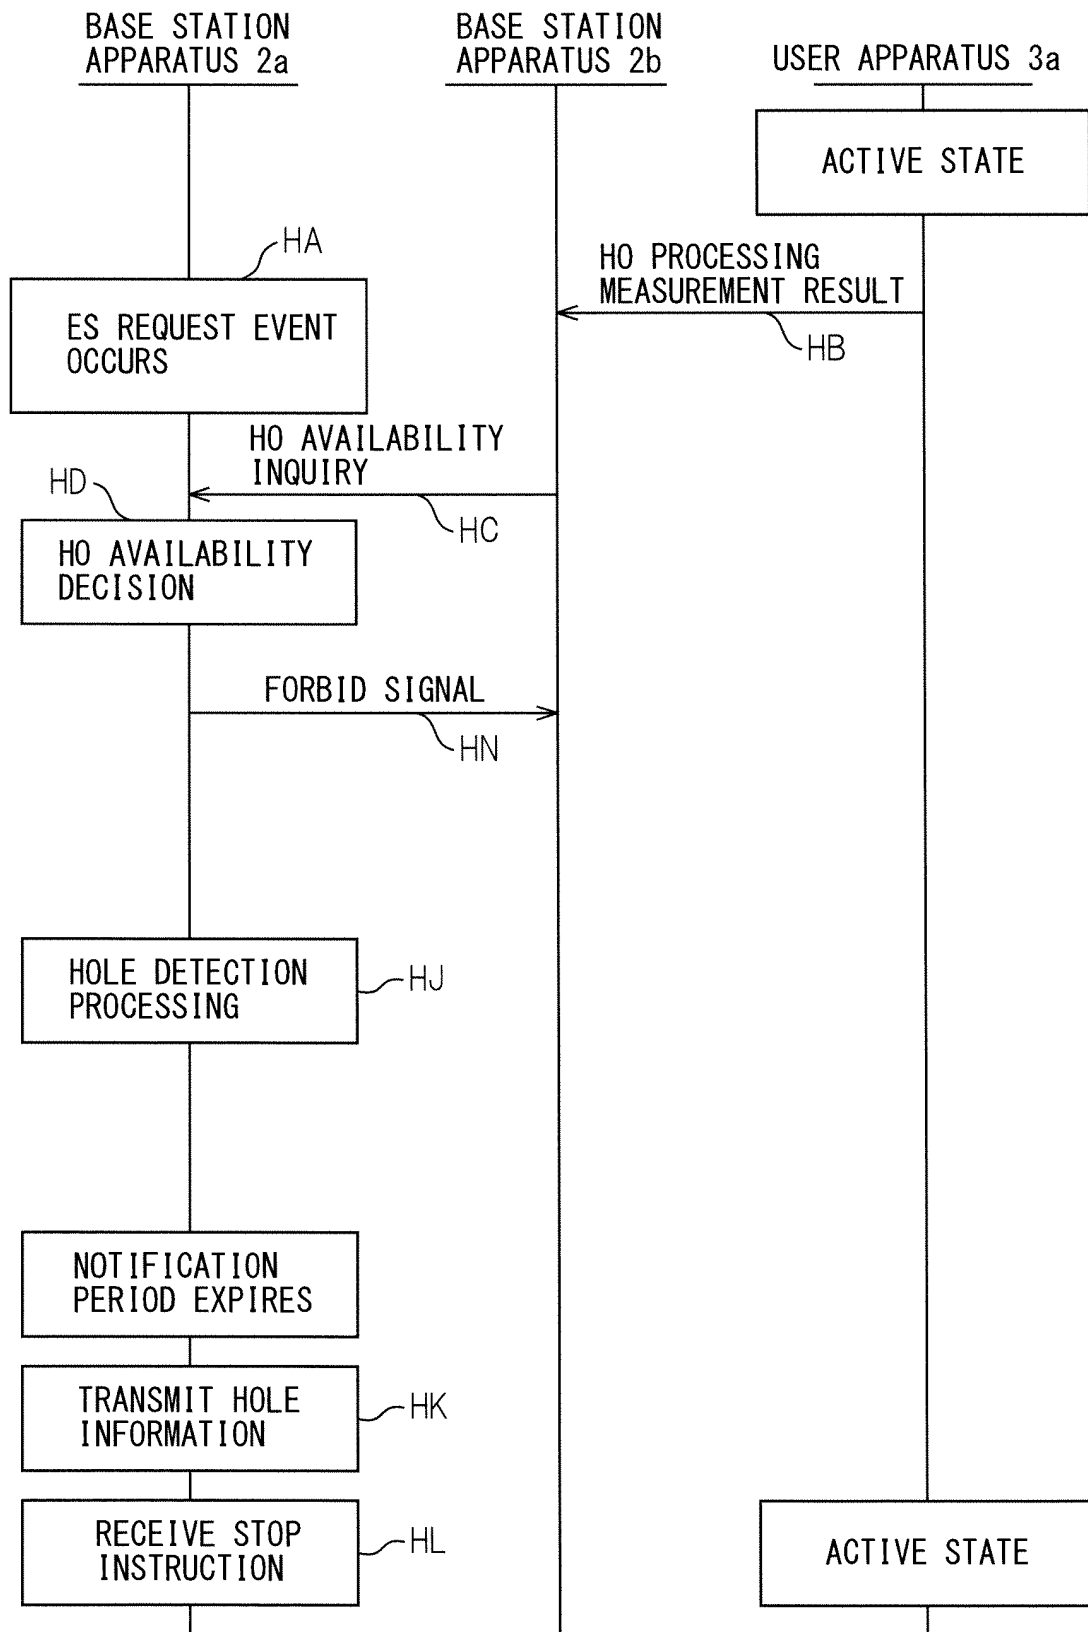 BASE STATION
APPARATUS 2a
BASE STATION
APPARATUS 2b
USER APPARATUS 3a
ACTIVE STATE
HA
ES REQUEST EVENT
OCCURS
HO PROCESSING
MEASUREMENT RESULT
HB
HO AVAILABILITY
INQUIRY
HC
HD
HO AVAILABILITY
DECISION
FORBID SIGNAL
HN
HOLE DETECTION
PROCESSING
HJ
NOTIFICATION
PERIOD EXPIRES
TRANSMIT HOLE
INFORMATION
HK
RECEIVE STOP
INSTRUCTION
HL
ACTIVE STATE